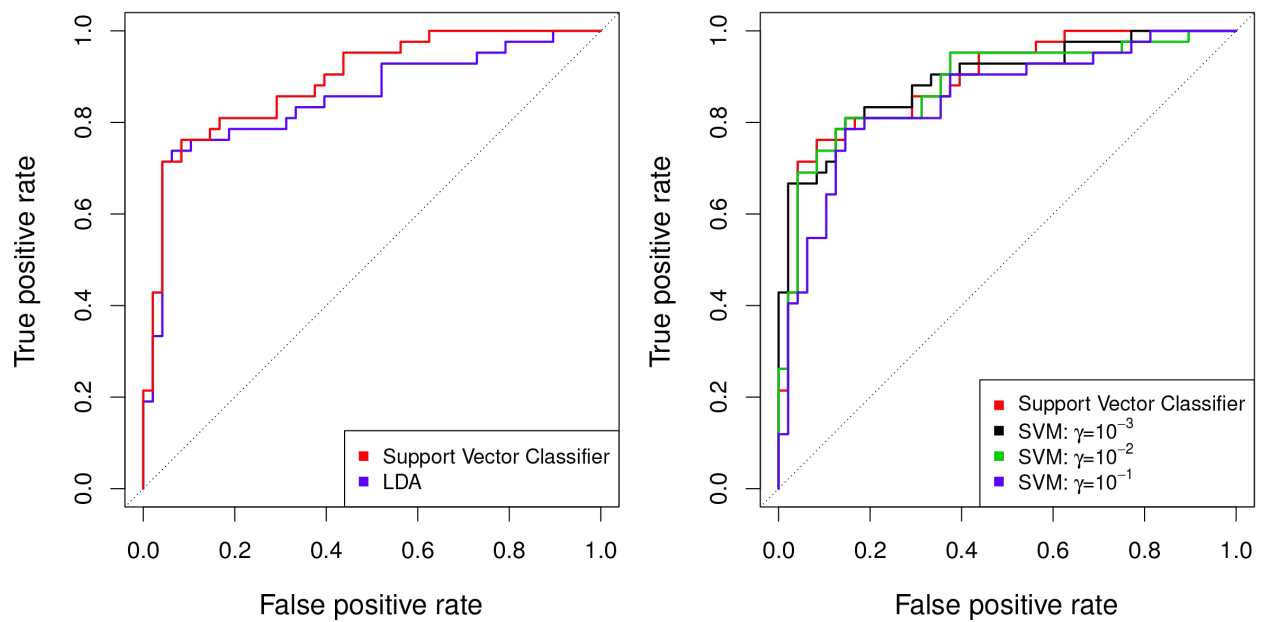 True positive rate
1.0
0.8
0.6
0.4
0.2
0.0
Support Vector Classifier
LDA
0.0 0.2 0.4 0.6 0.8 1.0
False positive rate
True positive rate
1.0
0.8
0.6
0.4
0.2
0.0
Support Vector Classifier
SVM: γ=10⁻³
SVM: γ=10⁻²
SVM: γ=10⁻¹
0.0 0.2 0.4 0.6 0.8 1.0
False positive rate